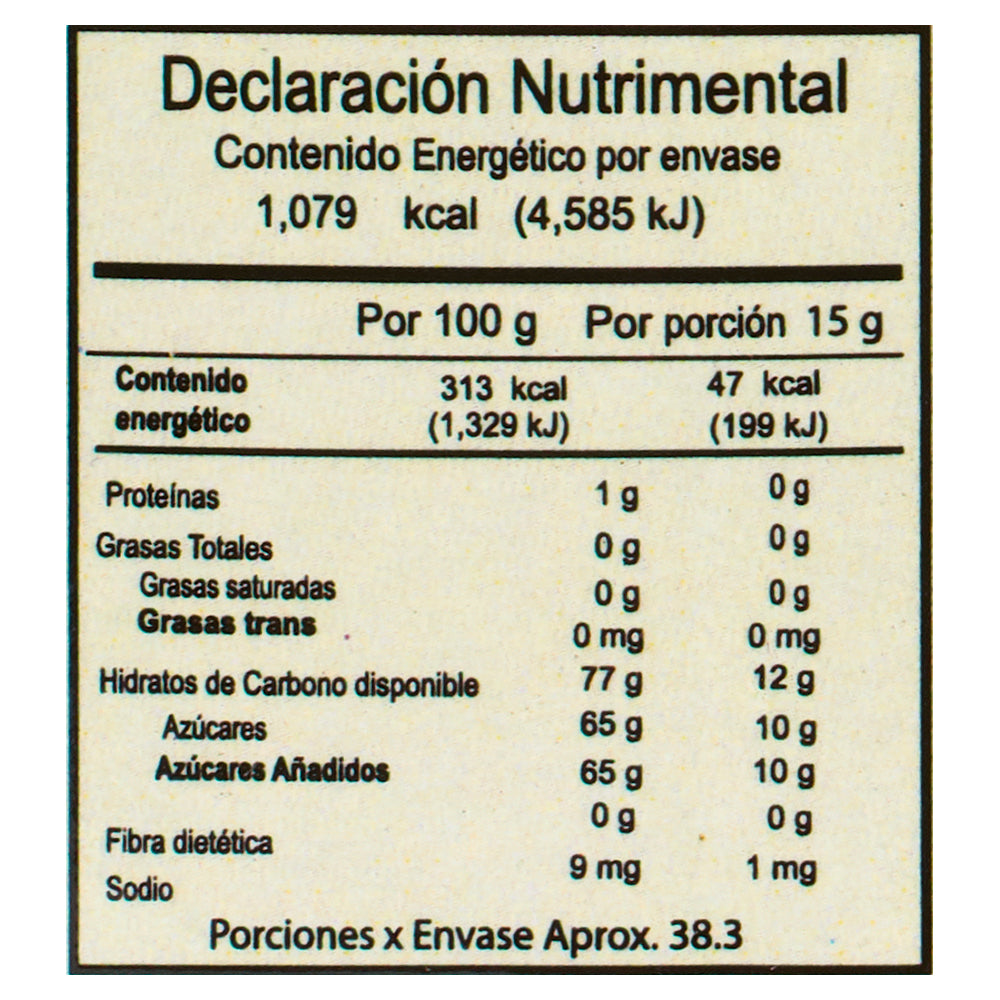 Declaración Nutrimental
Contenido Energético por envase
1,079 kcal (4,585 kJ)
Por 100 g Por porción 15 g
Contenido energético 313 kcal (1,329 kJ) 47 kcal (199 kJ)
Proteínas 1 g 0 g
Grasas Totales 0 g 0 g
Grasas saturadas 0 g 0 g
Grasas trans 0 mg 0 mg
Hidratos de Carbono disponible 77 g 12 g
Azúcares 65 g 10 g
Azúcares Añadidos 65 g 10 g
Fibra dietética 0 g 0 g
Sodio 9 mg 1 mg
Porciones x Envase Aprox. 38.3